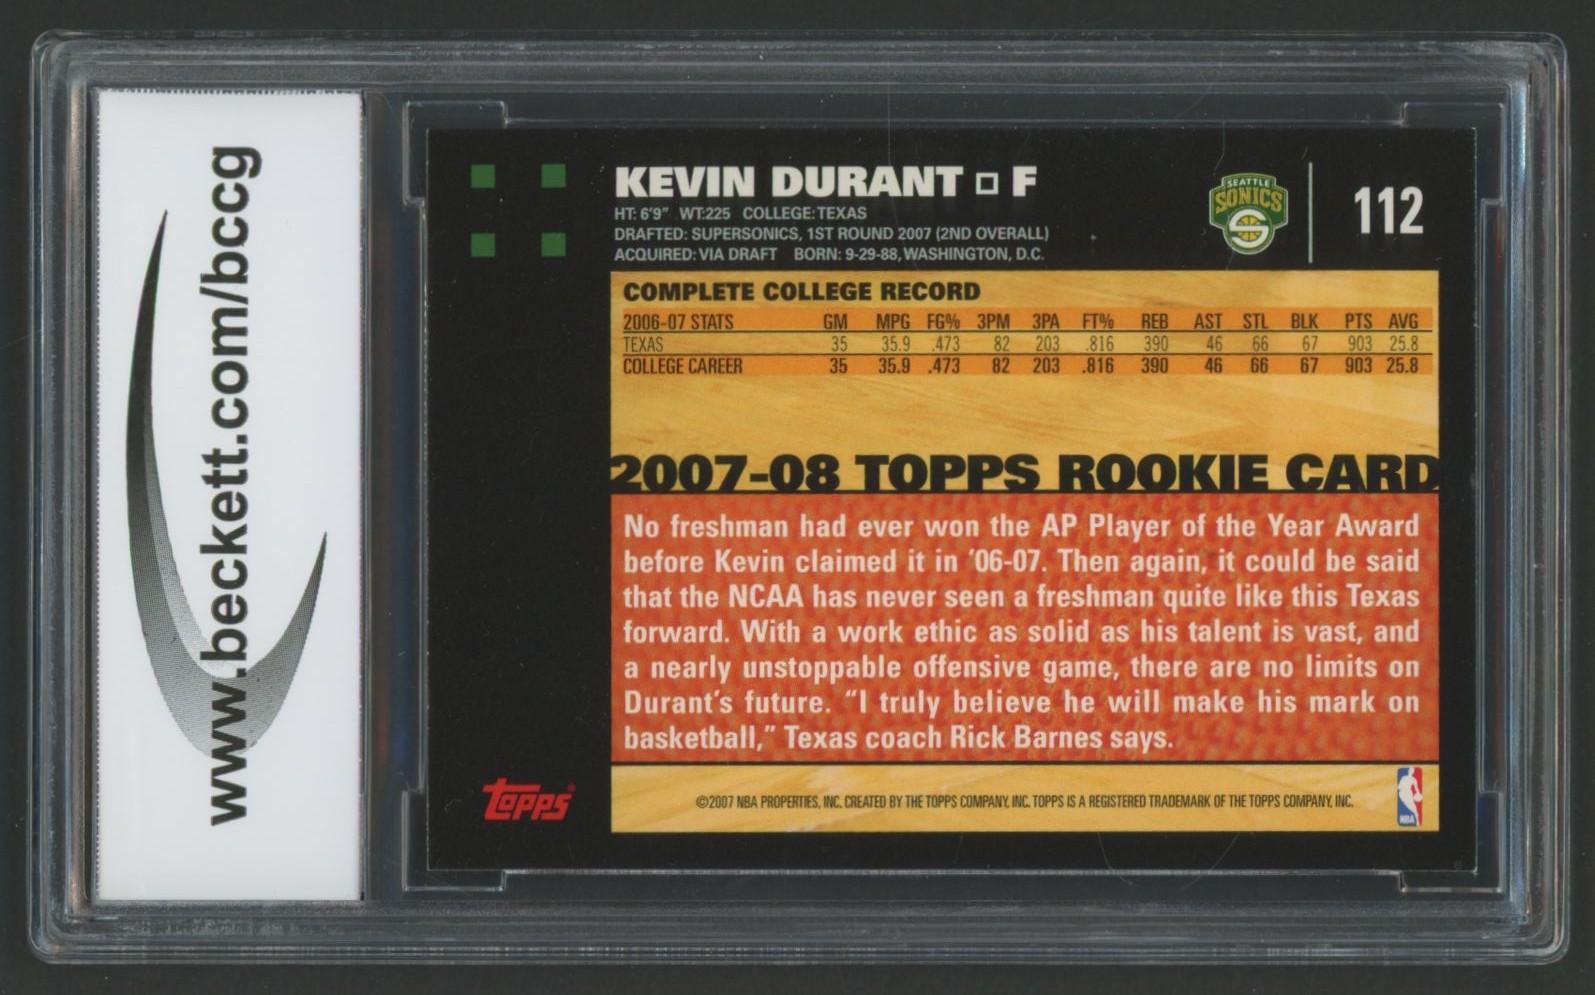 www.beckett.com/bccg
KEVIN DURANT □ F
HT: 6'9" WT:225 COLLEGE:TEXAS
DRAFTED: SUPERSONICS, 1ST ROUND 2007 (2ND OVERALL)
ACQUIRED: VIA DRAFT BORN: 9-29-88, WASHINGTON, D.C.
SEATTLE
SONICS
112
COMPLETE COLLEGE RECORD
2006-07 STATS GM MPG FG% 3PM 3PA FT% REB AST STL BLK PTS AVG
TEXAS 35 35.9 .473 82 203 .816 390 46 66 67 903 25.8
COLLEGE CAREER 35 35.9 .473 82 203 .816 390 46 66 67 903 25.8
2007-08 TOPPS ROOKIE CARD
No freshman had ever won the AP Player of the Year Award
before Kevin claimed it in '06-07. Then again, it could be said
that the NCAA has never seen a freshman quite like this Texas
forward. With a work ethic as solid as his talent is vast, and
a nearly unstoppable offensive game, there are no limits on
Durant's future. "I truly believe he will make his mark on
basketball," Texas coach Rick Barnes says.
topps
©2007 NBA PROPERTIES, INC. CREATED BY THE TOPPS COMPANY, INC. TOPPS IS A REGISTERED TRADEMARK OF THE TOPPS COMPANY, INC.
NBA